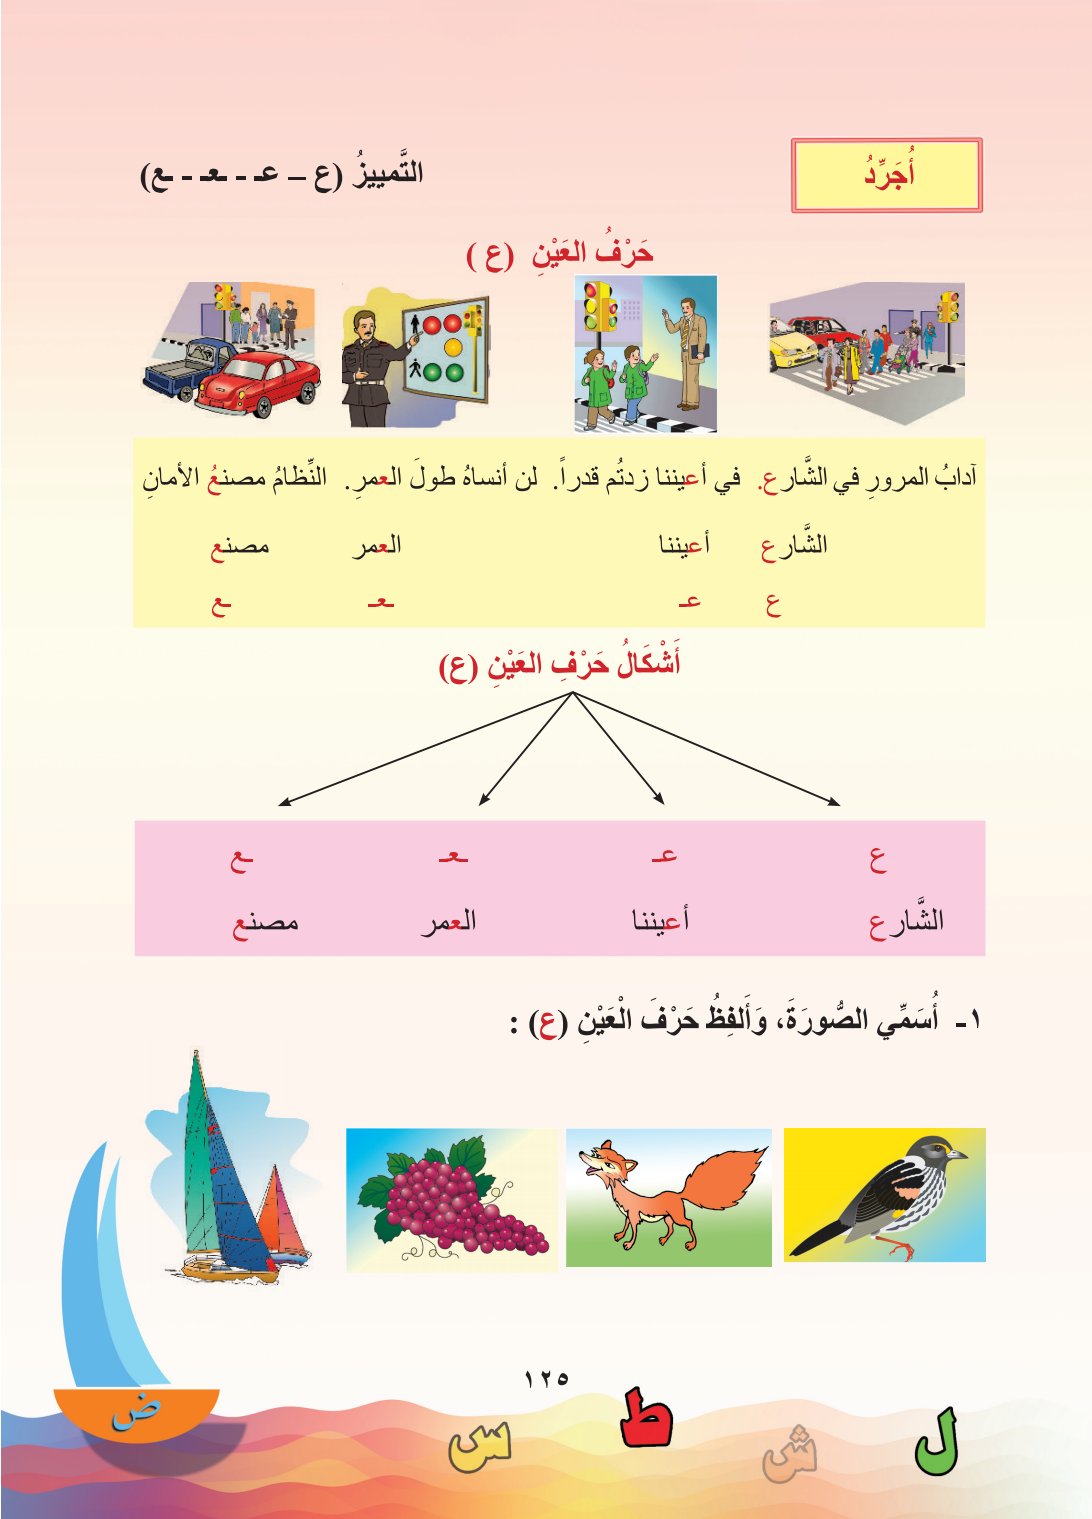 أُجَرِّدُ
التَّمييزُ (ع – عـ - ـعـ - ـع)
حَرْفُ العَيْنِ (ع )
آدابُ المرورِ في الشَّارعِ. في أعيننا زدتُم قدراً. لن أنساهُ طولَ العمرِ. النِّظامُ مصنعُ الأمانِ
الشَّارع أعيننا العمر مصنع
ع عـ ـعـ ـع
أَشْكَالُ حَرْفِ العَيْنِ (ع)
ع عـ ـعـ ـع
الشَّارع أعيننا العمر مصنع
١- أُسَمِّي الصُّورَةَ، وَأَلفِظُ حَرْفَ الْعَيْنِ (ع) :
١٢٥
ض
ل ش ط س